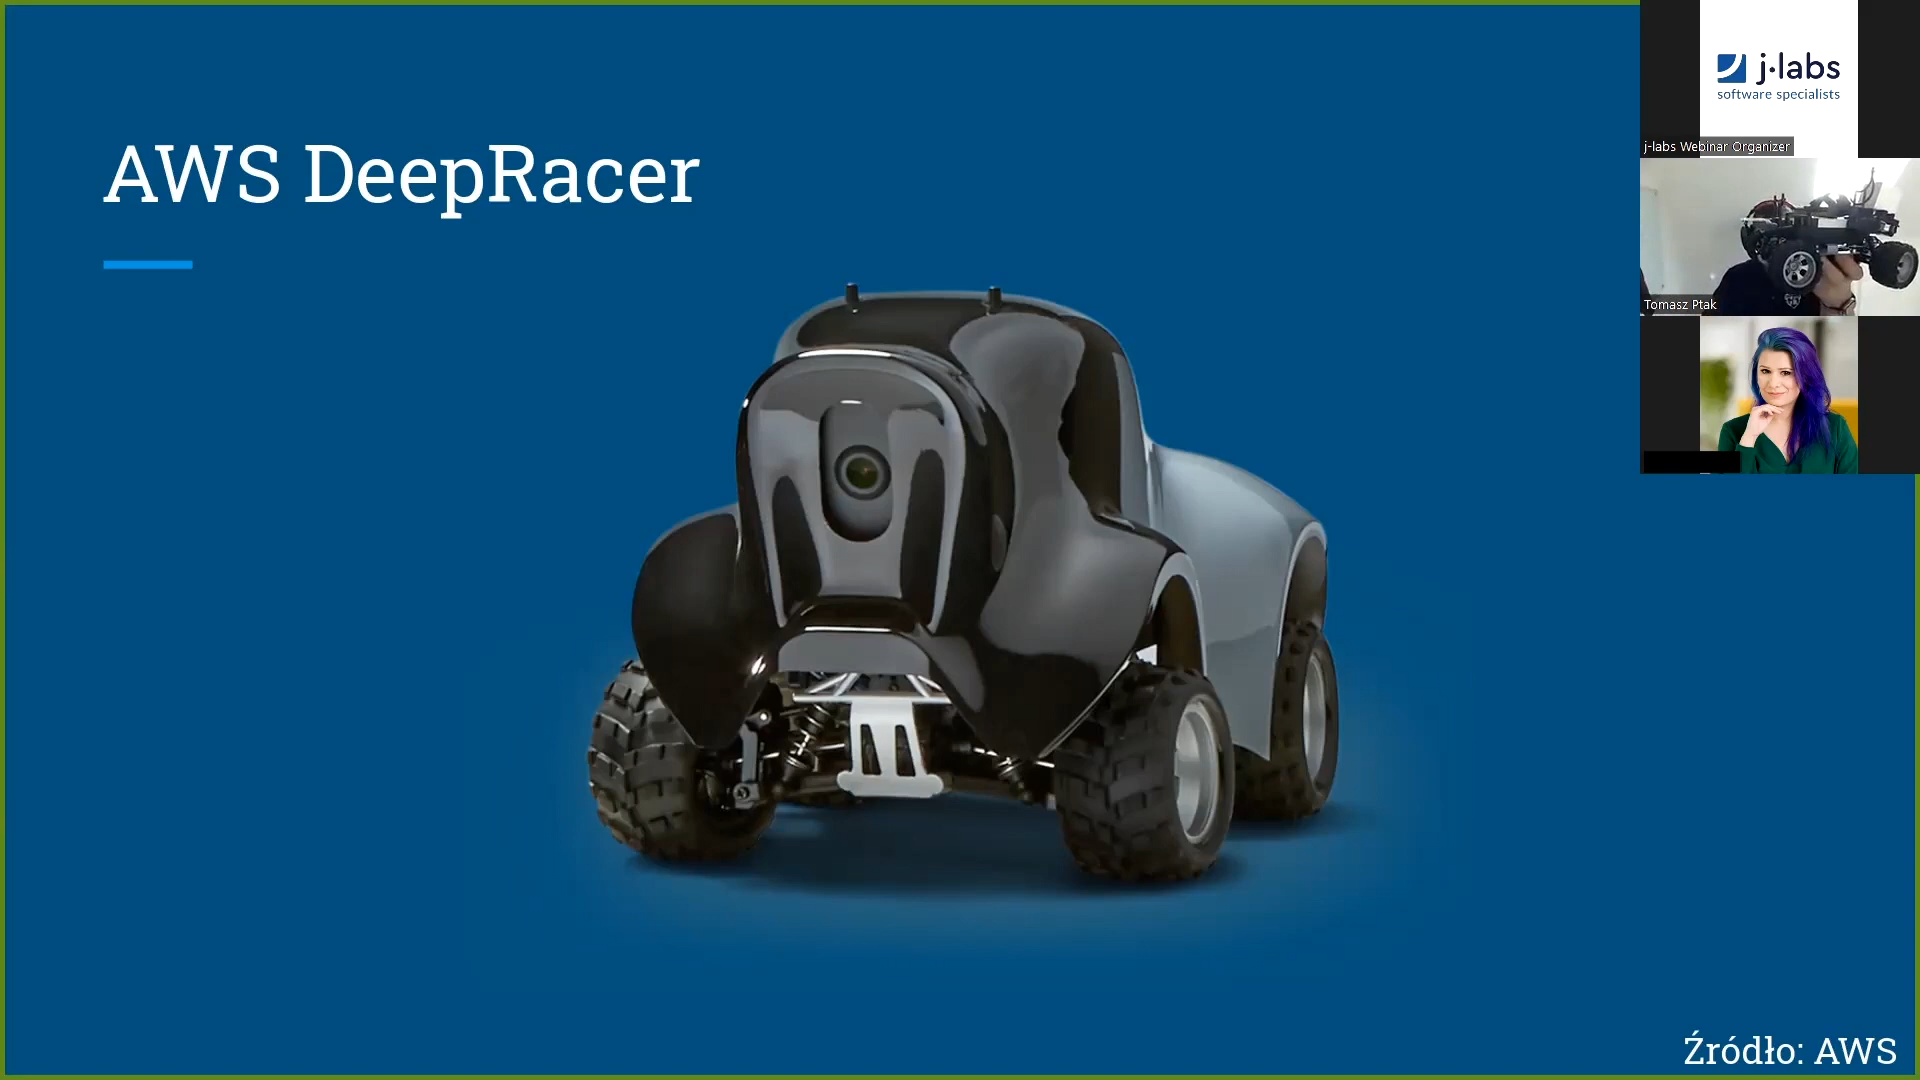 AWS DeepRacer
j·labs
software specialists
j-labs Webinar Organizer
Tomasz Ptak
Źródło: AWS